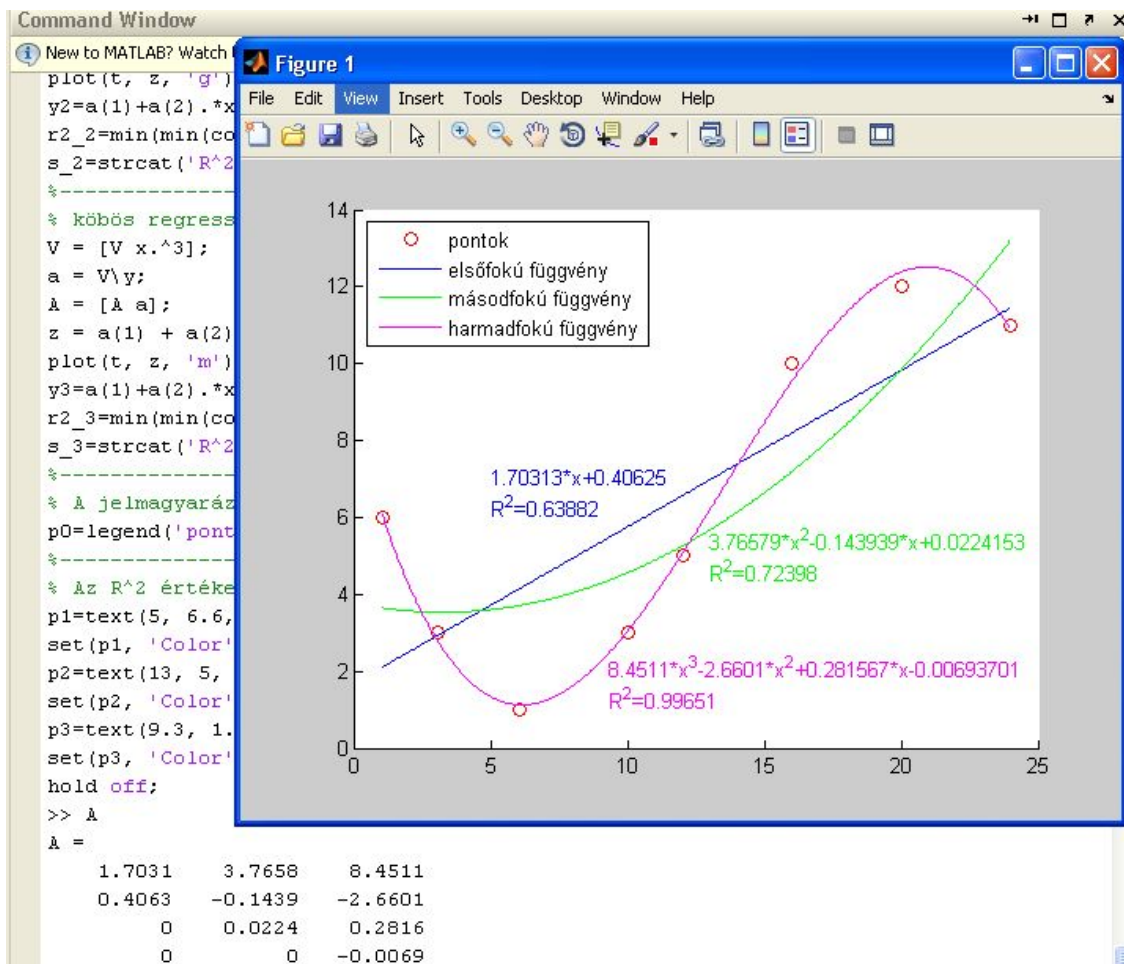 Command Window
New to MATLAB? Watch
plot(t, z, 'g')
y2=a(1)+a(2).*x
r2_2=min(min(co
s_2=strcat('R^2
%---------------
% köbös regress
V = [V x.^3];
a = V\y;
A = [A a];
z = a(1) + a(2)
plot(t, z, 'm')
y3=a(1)+a(2).*x
r2_3=min(min(co
s_3=strcat('R^2
%---------------
% A jelmagyaráz
p0=legend('pont
%---------------
% Az R^2 értéke
p1=text(5, 6.6,
set(p1, 'Color'
p2=text(13, 5,
set(p2, 'Color'
p3=text(9.3, 1.
set(p3, 'Color'
hold off;
>> A
A =
1.7031 3.7658 8.4511
0.4063 -0.1439 -2.6601
0 0.0224 0.2816
0 0 -0.0069
Figure 1
File Edit View Insert Tools Desktop Window Help
14
12
10
8
6
4
2
0
pontok
elsőfokú függvény
másodfokú függvény
harmadfokú függvény
1.70313*x+0.40625
R^2=0.63882
3.76579*x^2-0.143939*x+0.0224153
R^2=0.72398
8.4511*x^3-2.6601*x^2+0.281567*x-0.00693701
R^2=0.99651
0 5 10 15 20 25